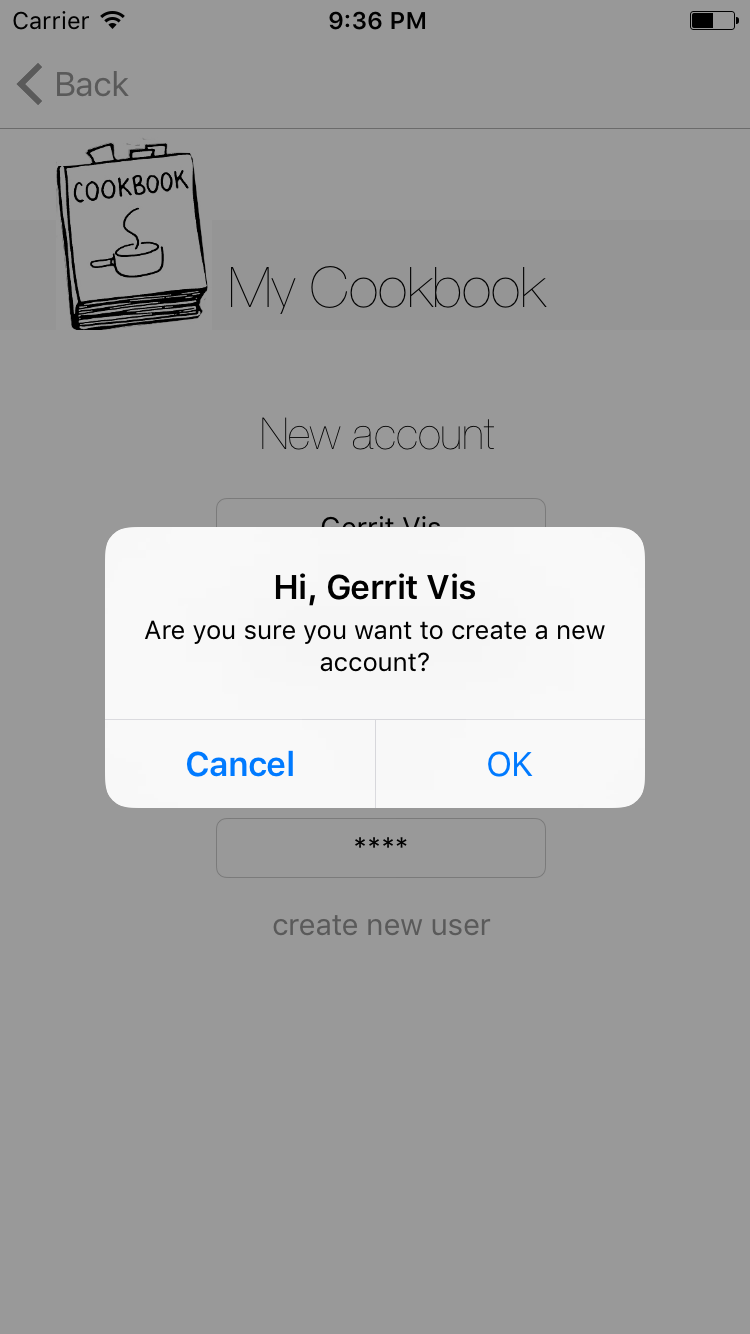 Carrier 9:36 PM
Back
COOKBOOK
My Cookbook
New account
Gerrit Vis
Hi, Gerrit Vis
Are you sure you want to create a new
account?
Cancel OK
****
create new user